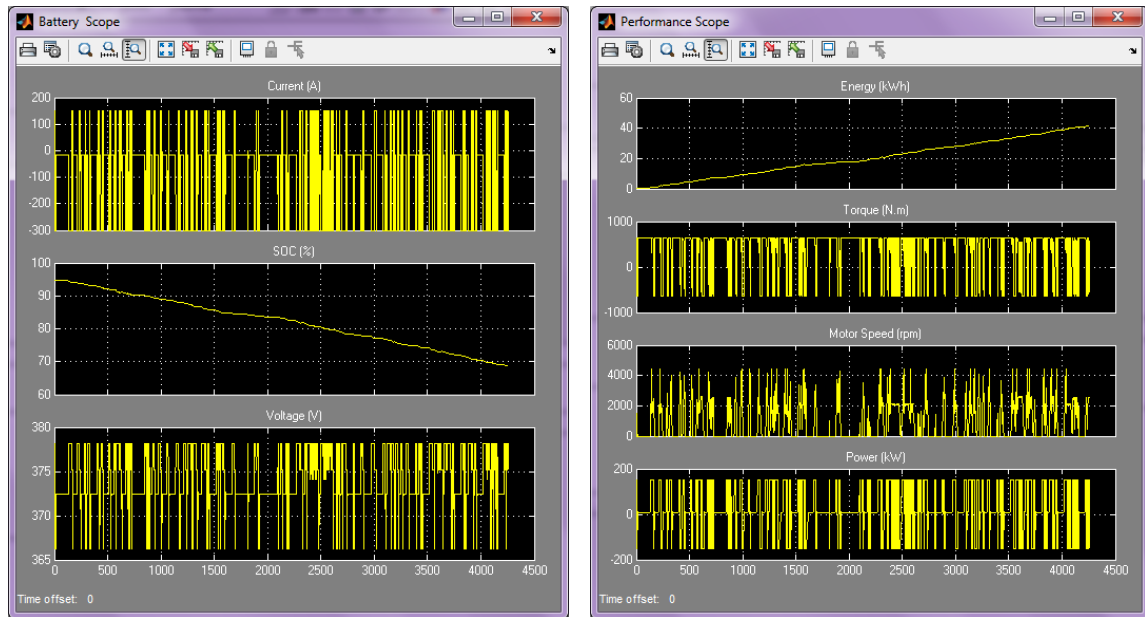 Battery  Scope
Current (A)
200
100
0
-100
-200
-300
SOC (%)
100
90
80
70
60
Voltage (V)
380
375
370
365
0 500 1000 1500 2000 2500 3000 3500 4000 4500
Time offset: 0
Performance Scope
Energy (kWh)
60
40
20
0
Torque (N.m)
1000
0
-1000
Motor Speed (rpm)
6000
4000
2000
0
Power (kW)
200
0
-200
0 500 1000 1500 2000 2500 3000 3500 4000 4500
Time offset: 0